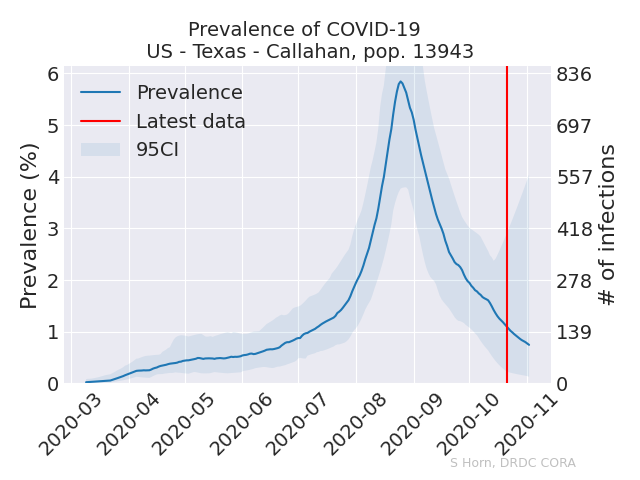 Prevalence of COVID-19
US - Texas - Callahan, pop. 13943
Prevalence
Latest data
95CI
Prevalence (%)
6
5
4
3
2
1
0
# of infections
836
697
557
418
278
139
0
2020-03
2020-04
2020-05
2020-06
2020-07
2020-08
2020-09
2020-10
2020-11
S Horn, DRDC CORA